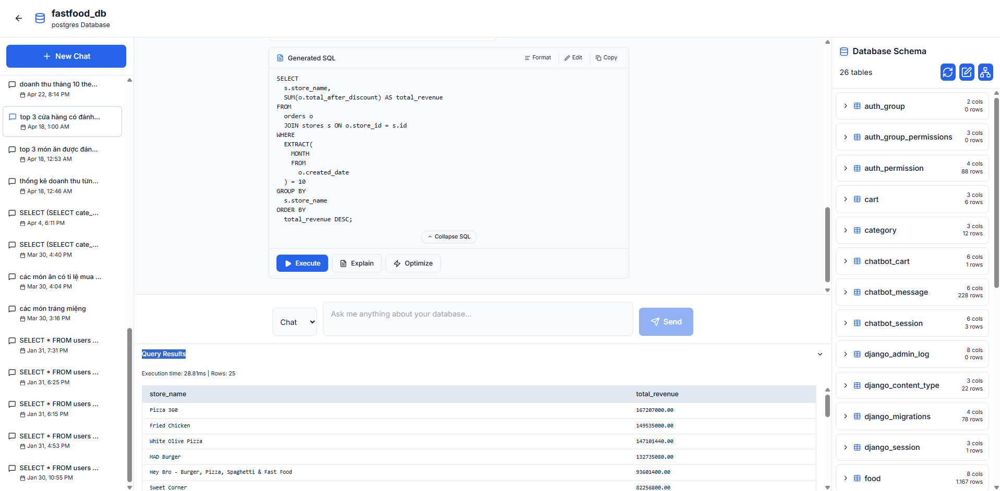 fastfood_db
postgres Database
New Chat
doanh thu tháng 10 the...
Apr 22, 8:14 PM
top 3 cửa hàng có đánh...
Apr 18, 1:00 AM
top 3 món ăn được đán...
Apr 18, 12:53 AM
thống kê doanh thu từn...
Apr 18, 12:46 AM
SELECT (SELECT cate_...
Apr 4, 6:11 PM
SELECT (SELECT cate_...
Mar 30, 4:40 PM
các món ăn có tỉ lệ mua ...
Mar 30, 4:04 PM
các món tráng miệng
Mar 30, 3:16 PM
SELECT * FROM users ...
Jan 31, 7:31 PM
SELECT * FROM users ...
Jan 31, 6:25 PM
SELECT * FROM users ...
Jan 31, 6:15 PM
SELECT * FROM users ...
Jan 31, 4:53 PM
SELECT * FROM users ...
Jan 30, 10:55 PM
Generated SQL
Format Edit Copy
SELECT
s.store_name,
SUM(o.total_after_discount) AS total_revenue
FROM
orders o
JOIN stores s ON o.store_id = s.id
WHERE
EXTRACT(
MONTH
FROM
o.created_date
) = 10
GROUP BY
s.store_name
ORDER BY
total_revenue DESC;
Collapse SQL
Execute Explain Optimize
Chat Ask me anything about your database... Send
Query Results
Execution time: 28.81ms | Rows: 25
store_name total_revenue
Pizza 360 167207000.00
Fried Chicken 149535000.00
White Olive Pizza 147101440.00
MAD Burger 132735080.00
Hey Bro - Burger, Pizza, Spaghetti & Fast Food 93601400.00
Sweet Corner 82256800.00
Database Schema
26 tables
auth_group 2 cols
0 rows
auth_group_permissions 3 cols
0 rows
auth_permission 4 cols
88 rows
cart 3 cols
6 rows
category 3 cols
12 rows
chatbot_cart 6 cols
1 rows
chatbot_message 6 cols
228 rows
chatbot_session 6 cols
3 rows
django_admin_log 8 cols
0 rows
django_content_type 3 cols
22 rows
django_migrations 4 cols
78 rows
django_session 3 cols
1 rows
food 8 cols
1.167 rows